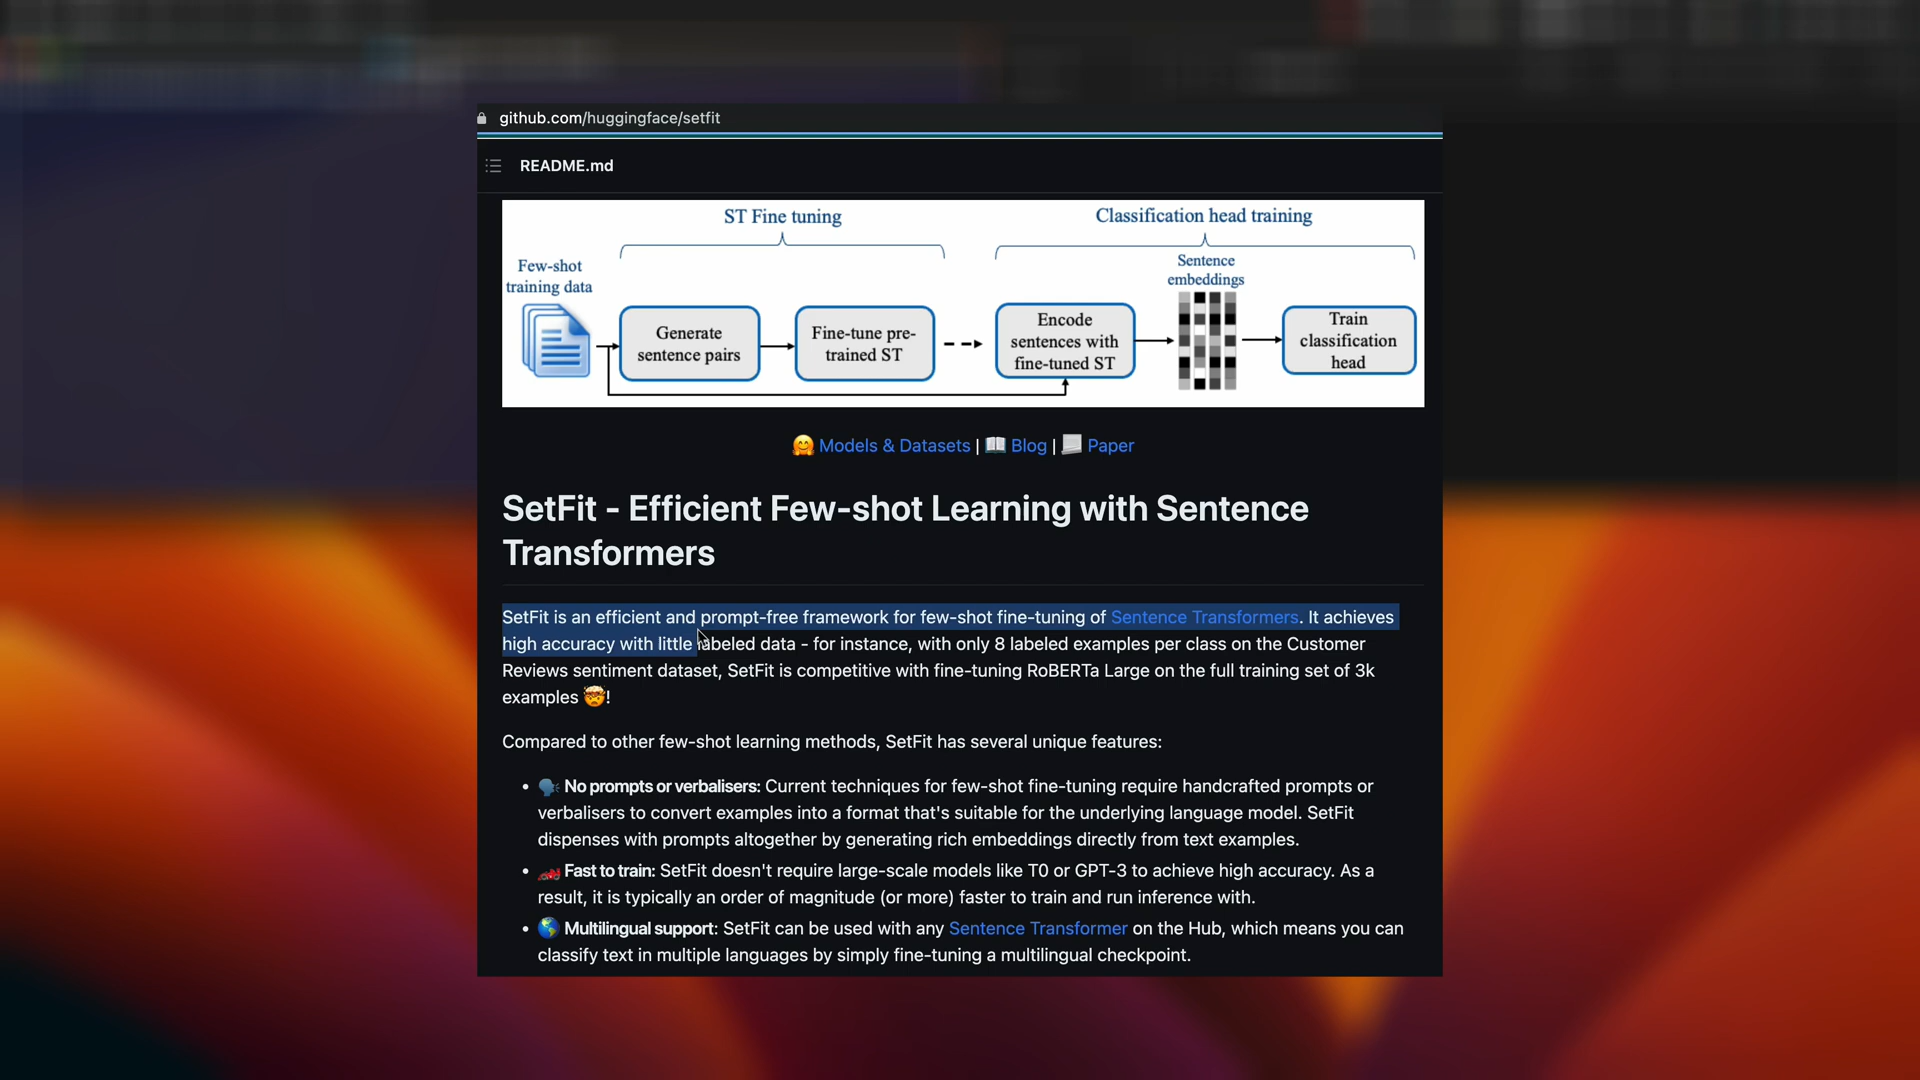 github.com/huggingface/setfit
README.md
ST Fine tuning
Classification head training
Few-shot
training data
Generate
sentence pairs
Fine-tune pre-
trained ST
Encode
sentences with
fine-tuned ST
Sentence
embeddings
Train
classification
head
🤗 Models & Datasets | 📖 Blog | 📃 Paper
SetFit - Efficient Few-shot Learning with Sentence
Transformers
SetFit is an efficient and prompt-free framework for few-shot fine-tuning of Sentence Transformers. It achieves
high accuracy with little labeled data - for instance, with only 8 labeled examples per class on the Customer
Reviews sentiment dataset, SetFit is competitive with fine-tuning RoBERTa Large on the full training set of 3k
examples 🤯!
Compared to other few-shot learning methods, SetFit has several unique features:
• 🗣 No prompts or verbalisers: Current techniques for few-shot fine-tuning require handcrafted prompts or
verbalisers to convert examples into a format that's suitable for the underlying language model. SetFit
dispenses with prompts altogether by generating rich embeddings directly from text examples.
• 🏎 Fast to train: SetFit doesn't require large-scale models like T0 or GPT-3 to achieve high accuracy. As a
result, it is typically an order of magnitude (or more) faster to train and run inference with.
• 🌎 Multilingual support: SetFit can be used with any Sentence Transformer on the Hub, which means you can
classify text in multiple languages by simply fine-tuning a multilingual checkpoint.